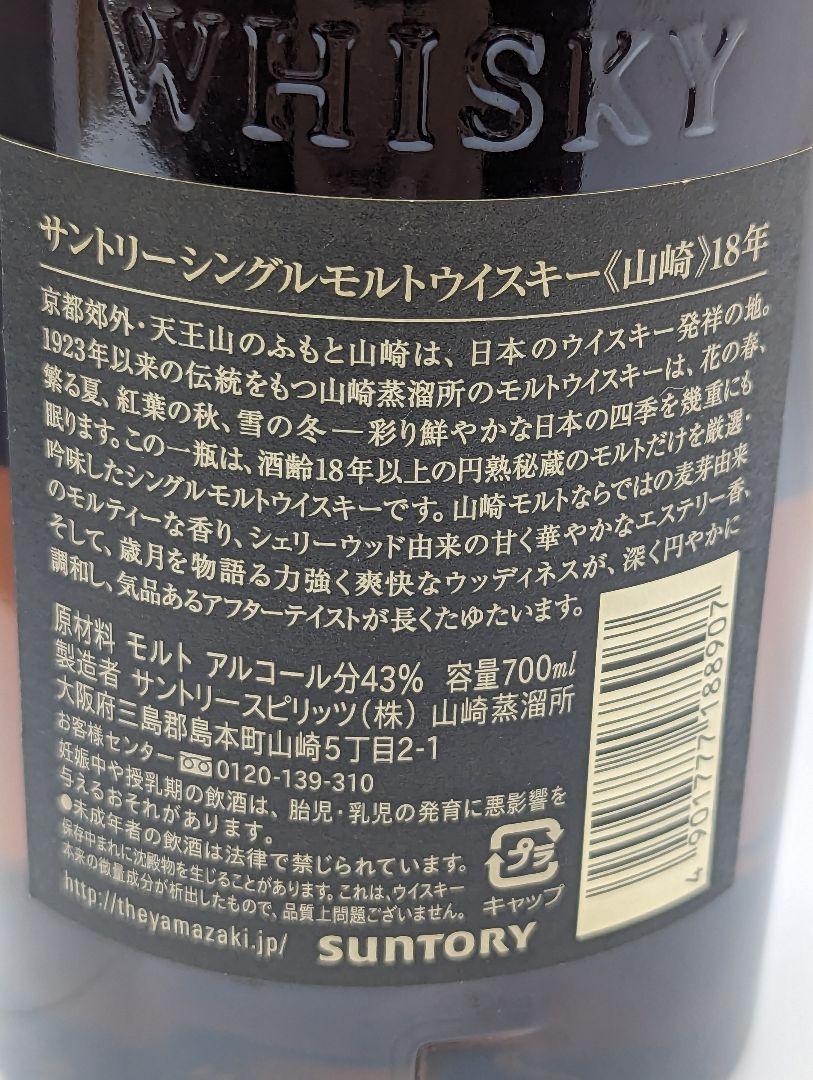 WHISKY
サントリーシングルモルトウイスキー《山崎》18年
京都郊外・天王山のふもと山崎は、日本のウイスキー発祥の地。
1923年以来の伝統をもつ山崎蒸溜所のモルトウイスキーは、花の春、
繁る夏、紅葉の秋、雪の冬―彩り鮮やかな日本の四季を幾重にも
眠ります。この一瓶は、酒齢18年以上の円熟秘蔵のモルトだけを厳選・
吟味したシングルモルトウイスキーです。山崎モルトならではの麦芽由来
のモルティーな香り、シェリーウッド由来の甘く華やかなエステリー香、
そして、歳月を物語る力強く爽快なウッディネスが、深く円やかに
調和し、気品あるアフターテイストが長くたゆたいます。
原材料 モルト アルコール分43% 容量700ml
製造者 サントリースピリッツ(株) 山崎蒸溜所
大阪府三島郡島本町山崎5丁目2-1
お客様センター 0120-139-310
妊娠中や授乳期の飲酒は、胎児・乳児の発育に悪影響を
与えるおそれがあります。
●未成年者の飲酒は法律で禁じられています。
保存中まれに沈殿物を生じることがあります。これは、ウイスキー
本来の微量成分が析出したもので、品質上問題ございません。
http://theyamazaki.jp/
SUNTORY
プラ
キャップ
4 901777 188907